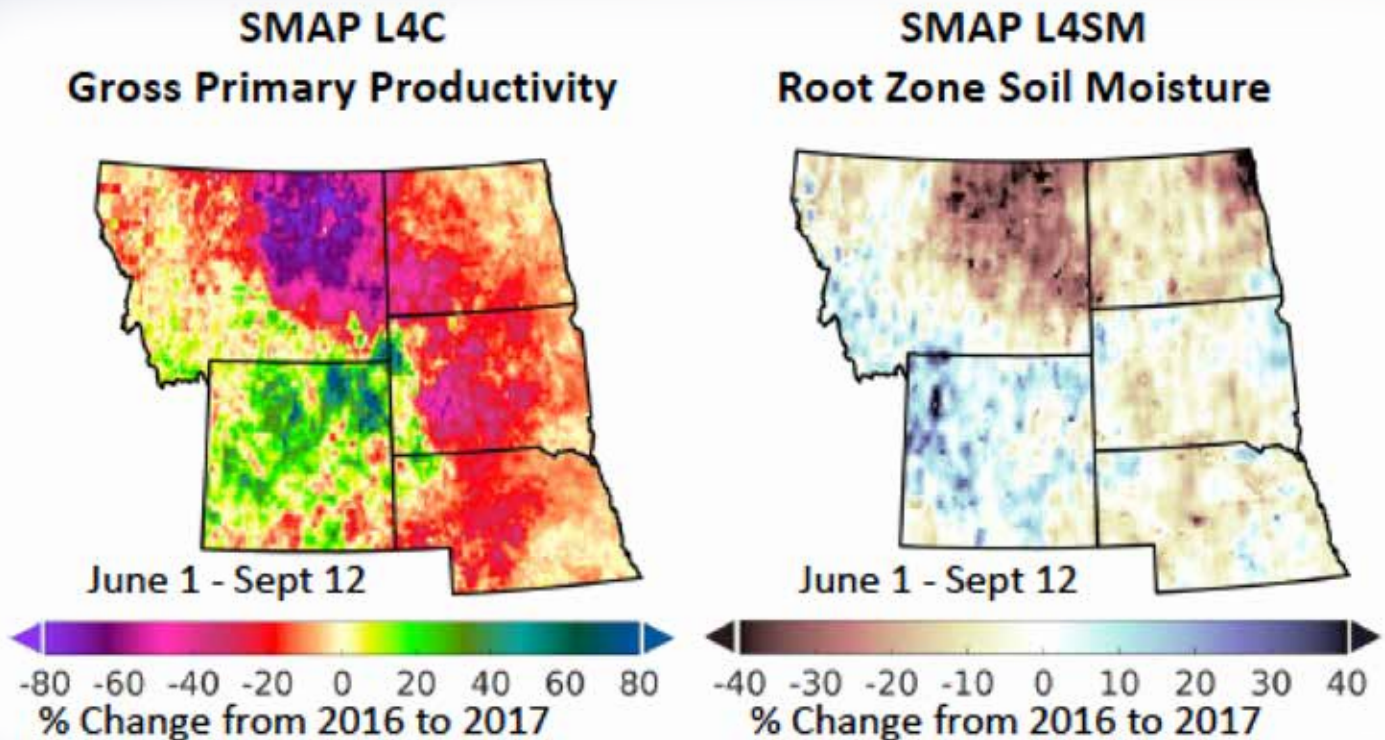 SMAP L4C
Gross Primary Productivity
June 1 - Sept 12
-80 -60 -40 -20 0 20 40 60 80
% Change from 2016 to 2017
SMAP L4SM
Root Zone Soil Moisture
June 1 - Sept 12
-40 -30 -20 -10 0 10 20 30 40
% Change from 2016 to 2017